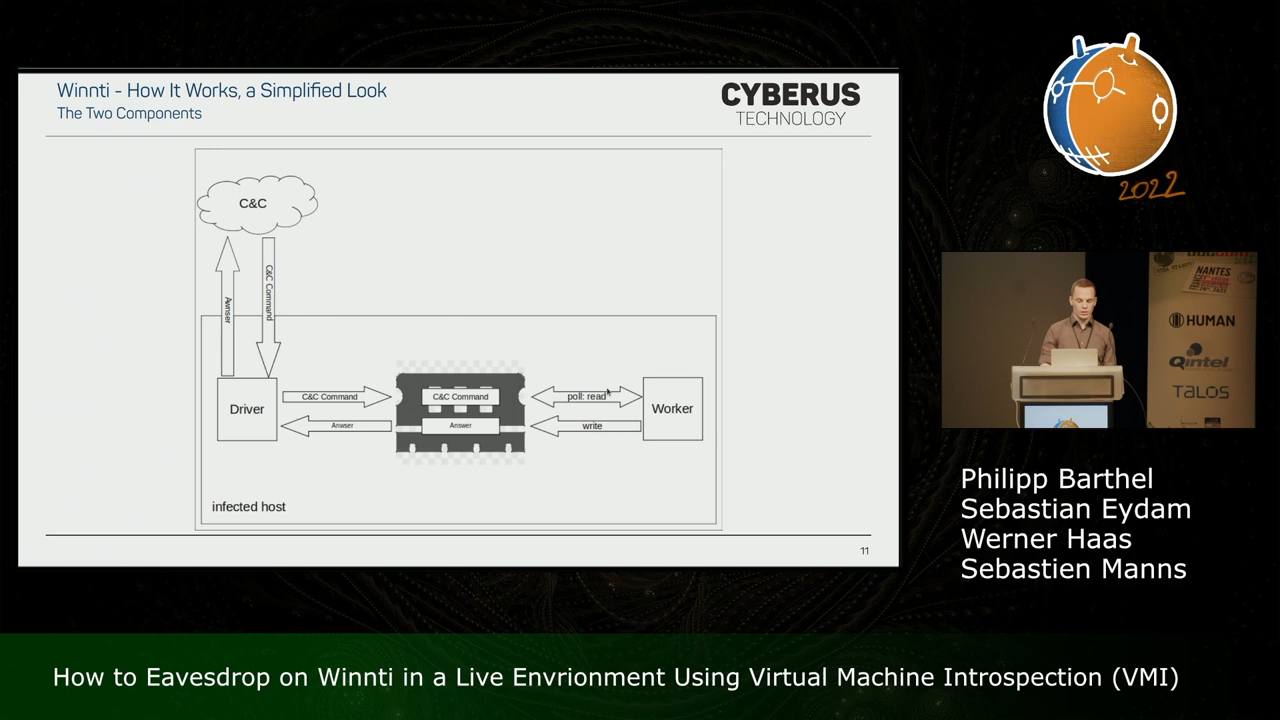 Winnti - How It Works, a Simplified Look
The Two Components
CYBERUS
TECHNOLOGY
C&C
Awnser
C&C Command
Driver
C&C Command
Anwser
C&C Command
Answer
poll: read
write
Worker
infected host
11
2022
NANTES
HUMAN
Qintel
TALOS
Philipp Barthel
Sebastian Eydam
Werner Haas
Sebastien Manns
How to Eavesdrop on Winnti in a Live Envrionment Using Virtual Machine Introspection (VMI)